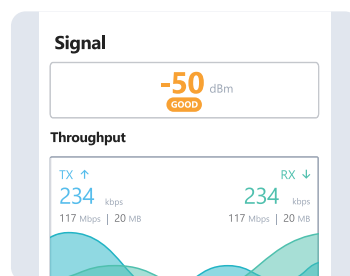 Signal
-50 dBm
GOOD
Throughput
TX ↑ RX ↓
234 kbps 234 kbps
117 Mbps | 20 MB 117 Mbps | 20 MB